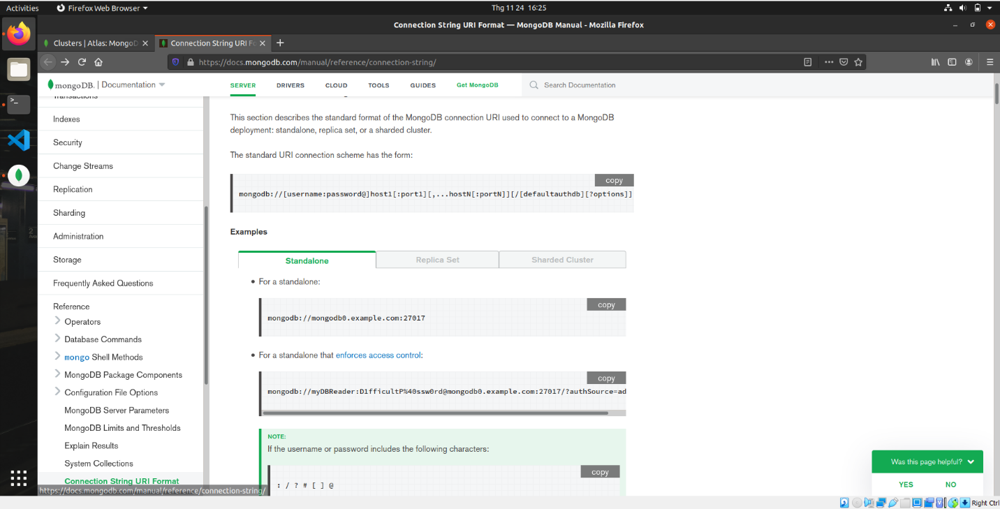 Activities
Firefox Web Browser
Thg 11 24 16:25
Connection String URI Format — MongoDB Manual - Mozilla Firefox
Clusters | Atlas: MongoD
Connection String URI Fo
https://docs.mongodb.com/manual/reference/connection-string/
mongoDB. | Documentation
SERVER
DRIVERS
CLOUD
TOOLS
GUIDES
Get MongoDB
Search Documentation
Transactions
Indexes
Security
Change Streams
Replication
Sharding
Administration
Storage
Frequently Asked Questions
Reference
Operators
Database Commands
mongo Shell Methods
MongoDB Package Components
Configuration File Options
MongoDB Server Parameters
MongoDB Limits and Thresholds
Explain Results
System Collections
Connection String URI Format
https://docs.mongodb.com/manual/reference/connection-string/
This section describes the standard format of the MongoDB connection URI used to connect to a MongoDB
deployment: standalone, replica set, or a sharded cluster.
The standard URI connection scheme has the form:
copy
mongodb://[username:password@]host1[:port1][,...hostN[:portN]][/[defaultauthdb][?options]]
Examples
Standalone
Replica Set
Sharded Cluster
For a standalone:
copy
mongodb://mongodb0.example.com:27017
For a standalone that enforces access control:
copy
mongodb://myDBReader:D1fficultP%40ssw0rd@mongodb0.example.com:27017/?authSource=ad
NOTE:
If the username or password includes the following characters:
copy
: / ? # [ ] @
Was this page helpful?
YES
NO
Right Ctrl